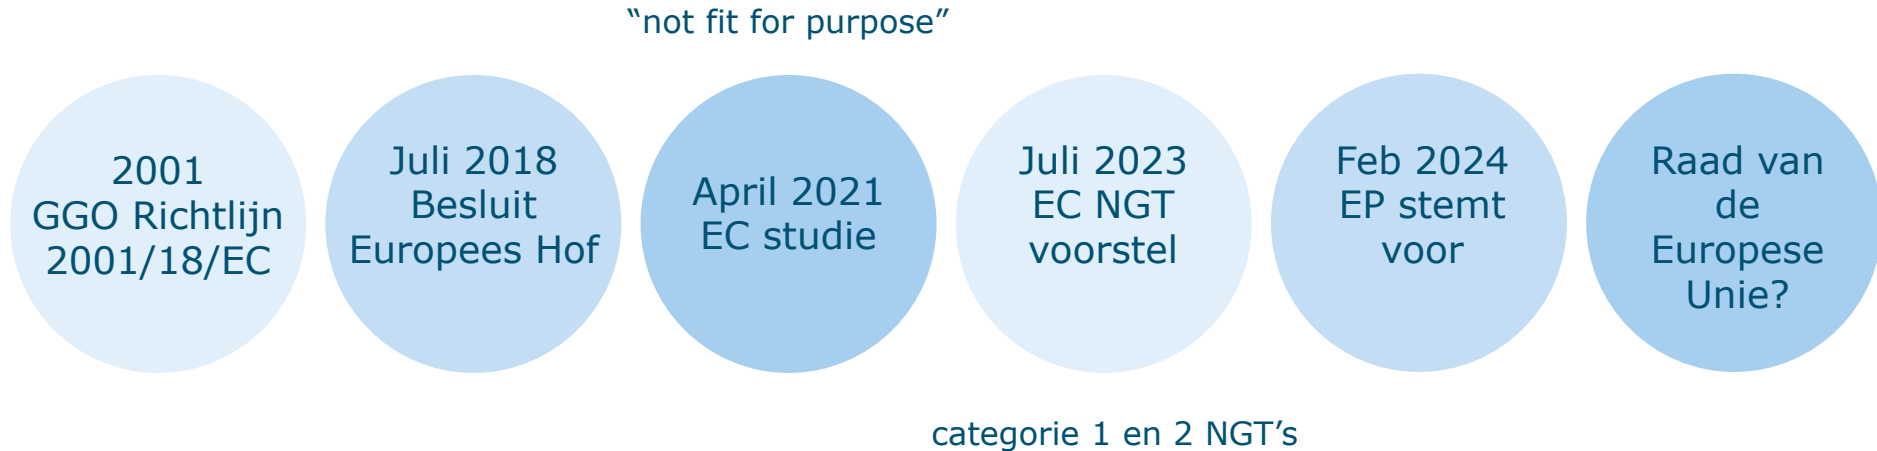 “not fit for purpose”
2001
GGO Richtlijn
2001/18/EC
Juli 2018
Besluit
Europees Hof
April 2021
EC studie
Juli 2023
EC NGT
voorstel
Feb 2024
EP stemt
voor
Raad van
de
Europese
Unie?
categorie 1 en 2 NGT’s